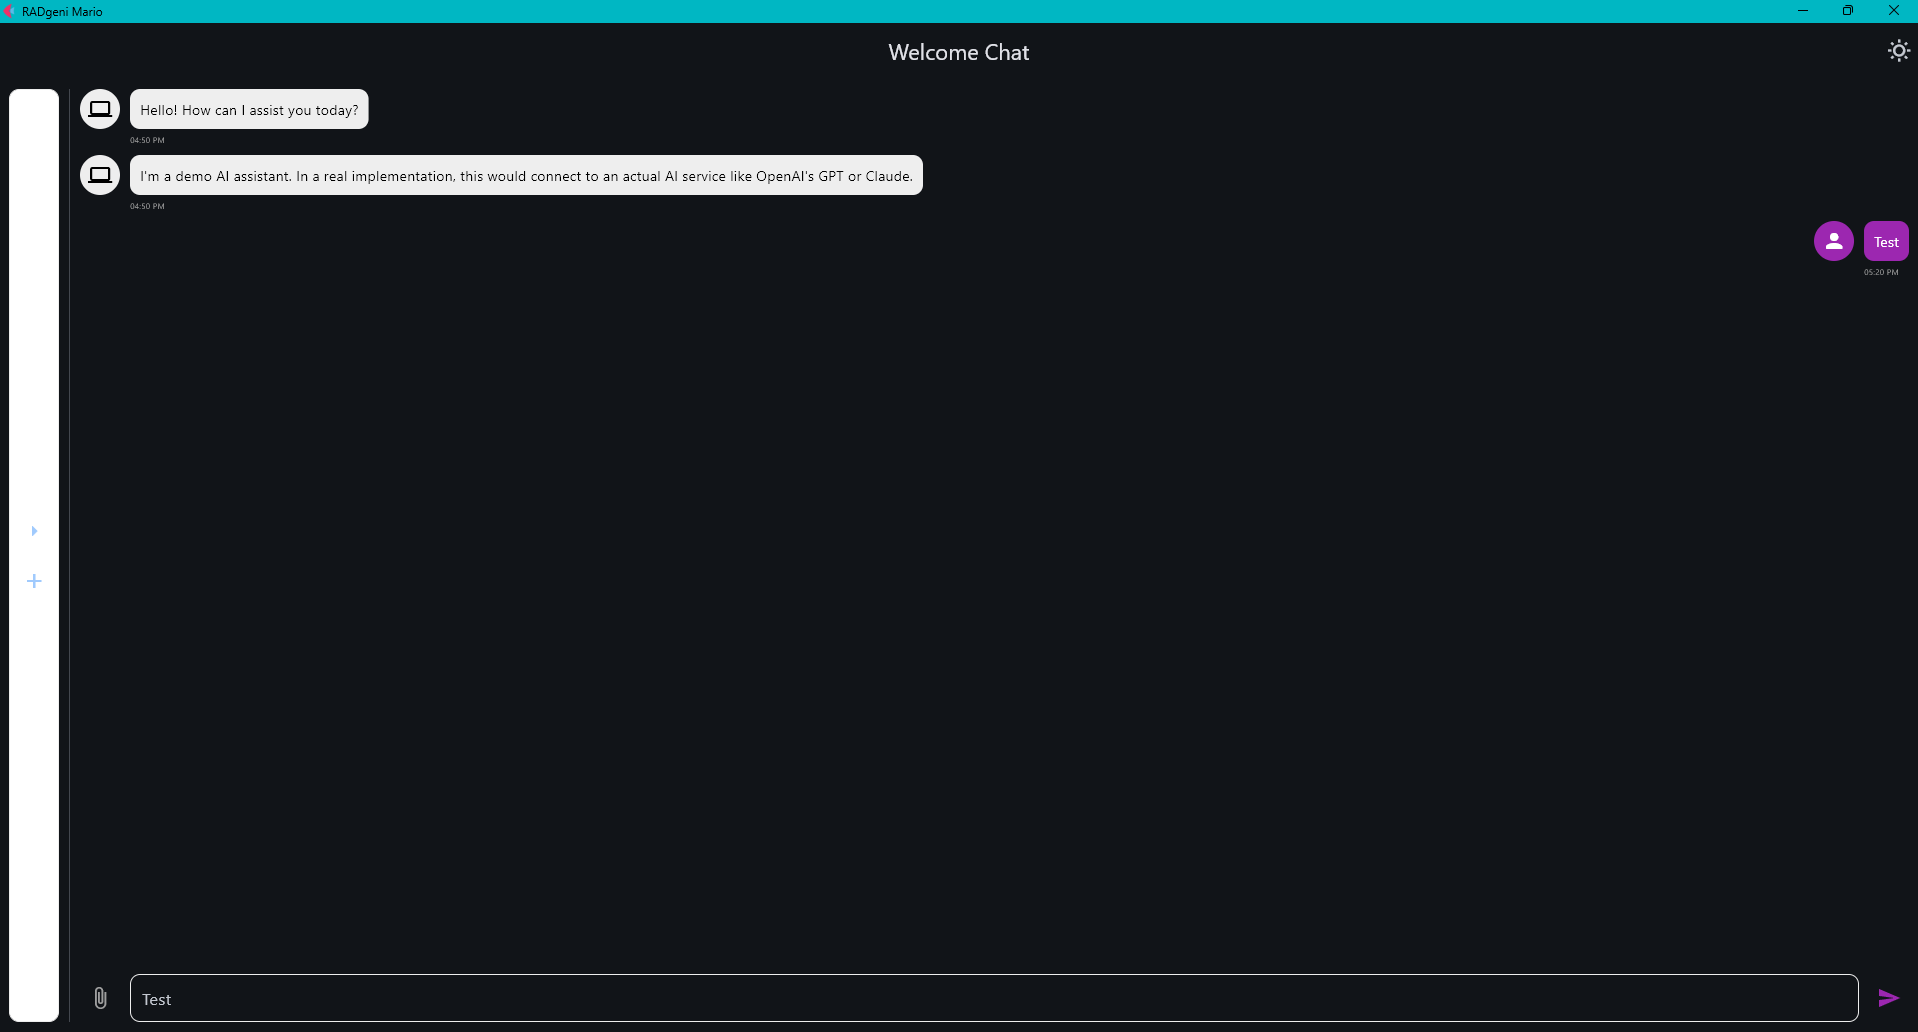 RADgeni Mario
Welcome Chat
Hello! How can I assist you today?
04:50 PM
I'm a demo AI assistant. In a real implementation, this would connect to an actual AI service like OpenAI's GPT or Claude.
04:50 PM
Test
05:20 PM
Test